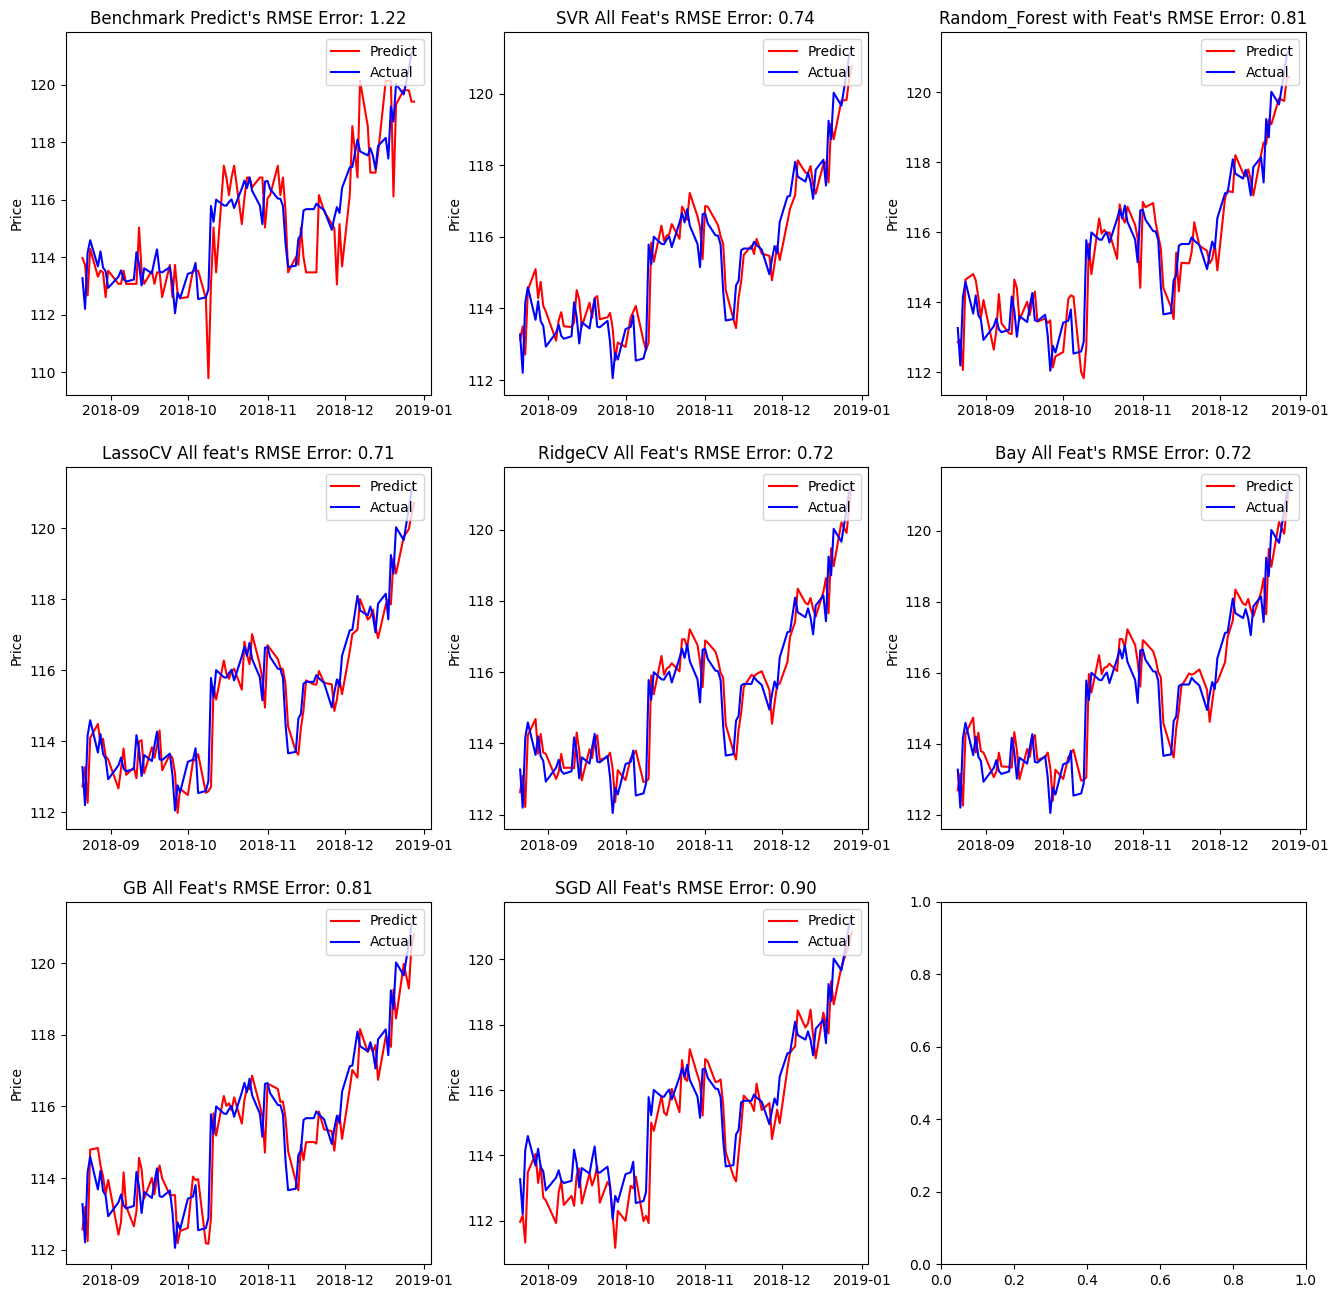 Benchmark Predict's RMSE Error: 1.22
Predict
Actual
Price
120
118
116
114
112
110
2018-09 2018-10 2018-11 2018-12 2019-01
SVR All Feat's RMSE Error: 0.74
Predict
Actual
Price
120
118
116
114
112
2018-09 2018-10 2018-11 2018-12 2019-01
Random_Forest with Feat's RMSE Error: 0.81
Predict
Actual
Price
120
118
116
114
112
2018-09 2018-10 2018-11 2018-12 2019-01
LassoCV All feat's RMSE Error: 0.71
Predict
Actual
Price
120
118
116
114
112
2018-09 2018-10 2018-11 2018-12 2019-01
RidgeCV All Feat's RMSE Error: 0.72
Predict
Actual
Price
120
118
116
114
112
2018-09 2018-10 2018-11 2018-12 2019-01
Bay All Feat's RMSE Error: 0.72
Predict
Actual
Price
120
118
116
114
112
2018-09 2018-10 2018-11 2018-12 2019-01
GB All Feat's RMSE Error: 0.81
Predict
Actual
Price
120
118
116
114
112
2018-09 2018-10 2018-11 2018-12 2019-01
SGD All Feat's RMSE Error: 0.90
Predict
Actual
Price
120
118
116
114
112
2018-09 2018-10 2018-11 2018-12 2019-01
1.0
0.8
0.6
0.4
0.2
0.0
0.0 0.2 0.4 0.6 0.8 1.0